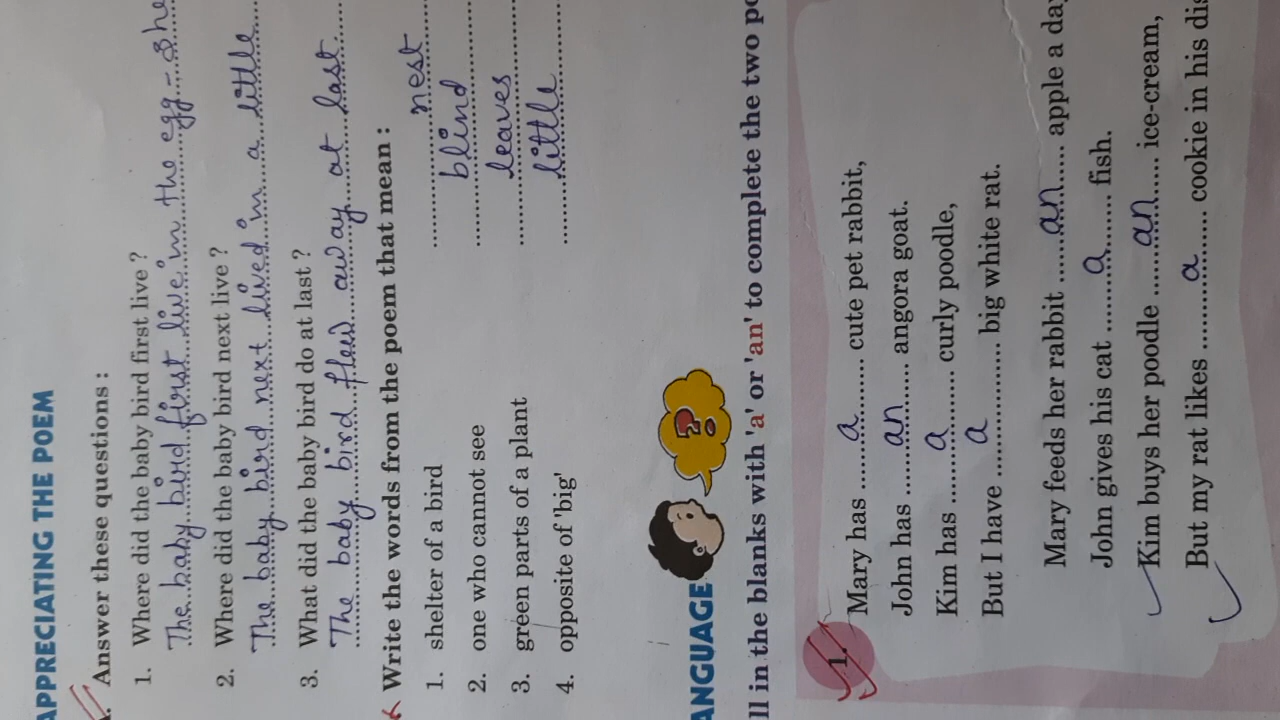 APPRECIATING THE POEM
Answer these questions :
1. Where did the baby bird first live ?
The baby bird first live in the egg - she
2. Where did the baby bird next live ?
The baby bird next lived in a little
3. What did the baby bird do at last ?
The baby bird flew away at last.
Write the words from the poem that mean :
1. shelter of a bird ........ nest
2. one who cannot see ........ blind
3. green parts of a plant ........ leaves
4. opposite of 'big' ........ little
ANGUAGE
ll in the blanks with 'a' or 'an' to complete the two po
1.
Mary has ..... a ..... cute pet rabbit,
John has ..... an ..... angora goat.
Kim has ..... a ..... curly poodle,
But I have ..... a ..... big white rat.
Mary feeds her rabbit ..... an ..... apple a day
John gives his cat ..... a ..... fish.
Kim buys her poodle ..... an ..... ice-cream,
But my rat likes ..... a ..... cookie in his dis